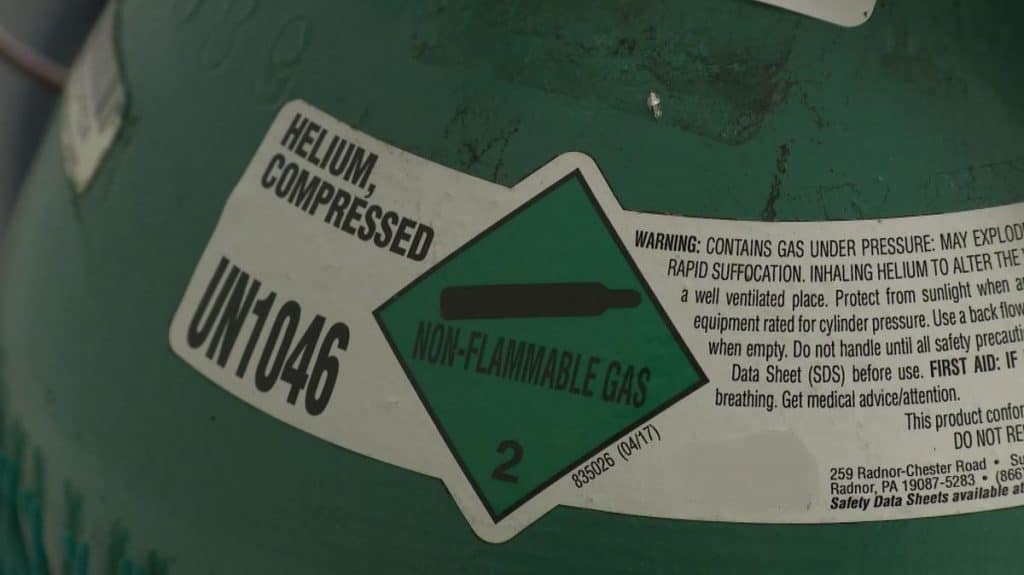 HELIUM,
COMPRESSED
UN1046
NON-FLAMMABLE GAS
2
835026 (04/17)
WARNING: CONTAINS GAS UNDER PRESSURE: MAY EXPLOD
RAPID SUFFOCATION. INHALING HELIUM TO ALTER THE
a well ventilated place. Protect from sunlight when
equipment rated for cylinder pressure. Use a back flow
when empty. Do not handle until all safety precauti
Data Sheet (SDS) before use. FIRST AID: IF
breathing. Get medical advice/attention.
This product confor
DO NOT RE
259 Radnor-Chester Road • Su
Radnor, PA 19087-5283 • (866
Safety Data Sheets available at